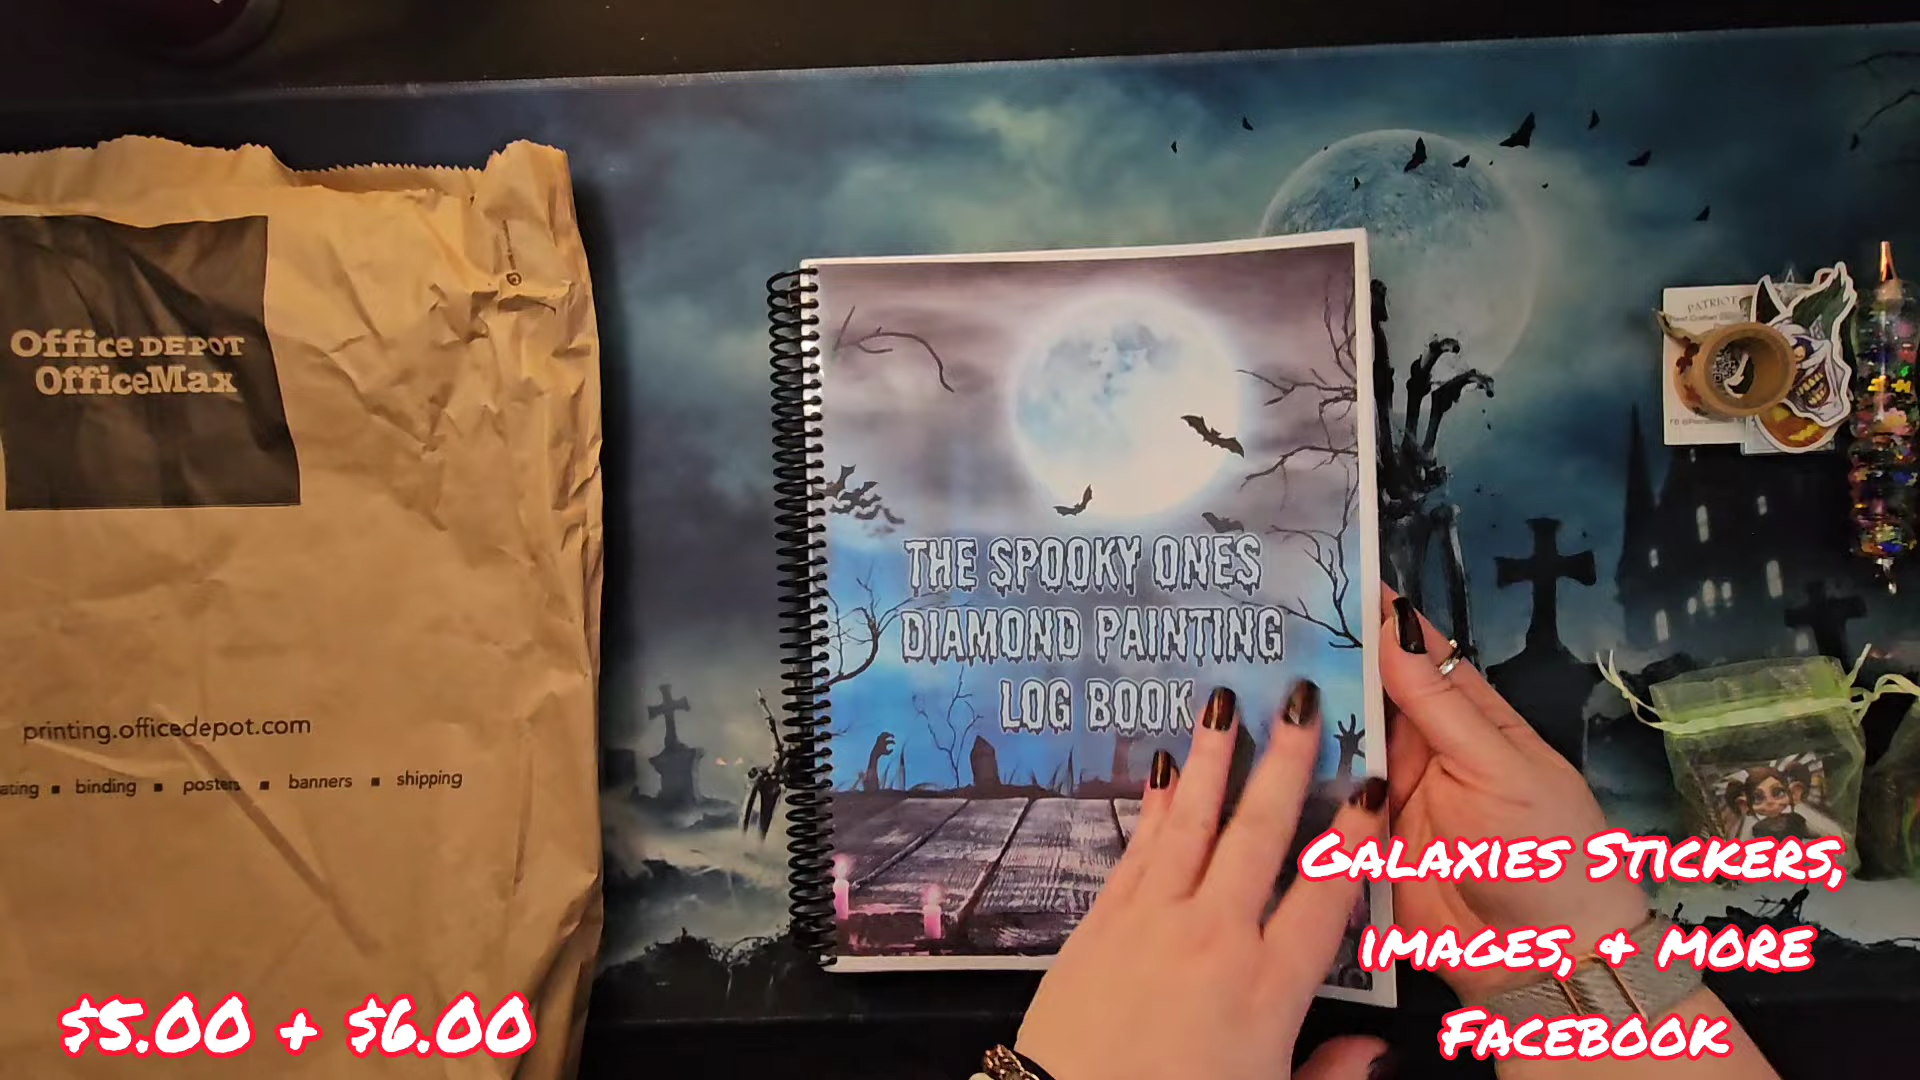 Office DEPOT
OfficeMax
printing.officedepot.com
binding ▪ posters ▪ banners ▪ shipping
THE SPOOKY ONES
DIAMOND PAINTING
LOG BOOK
PATRIOT
$5.00 + $6.00
GALAXIES STICKERS,
IMAGES, & MORE
FACEBOOK